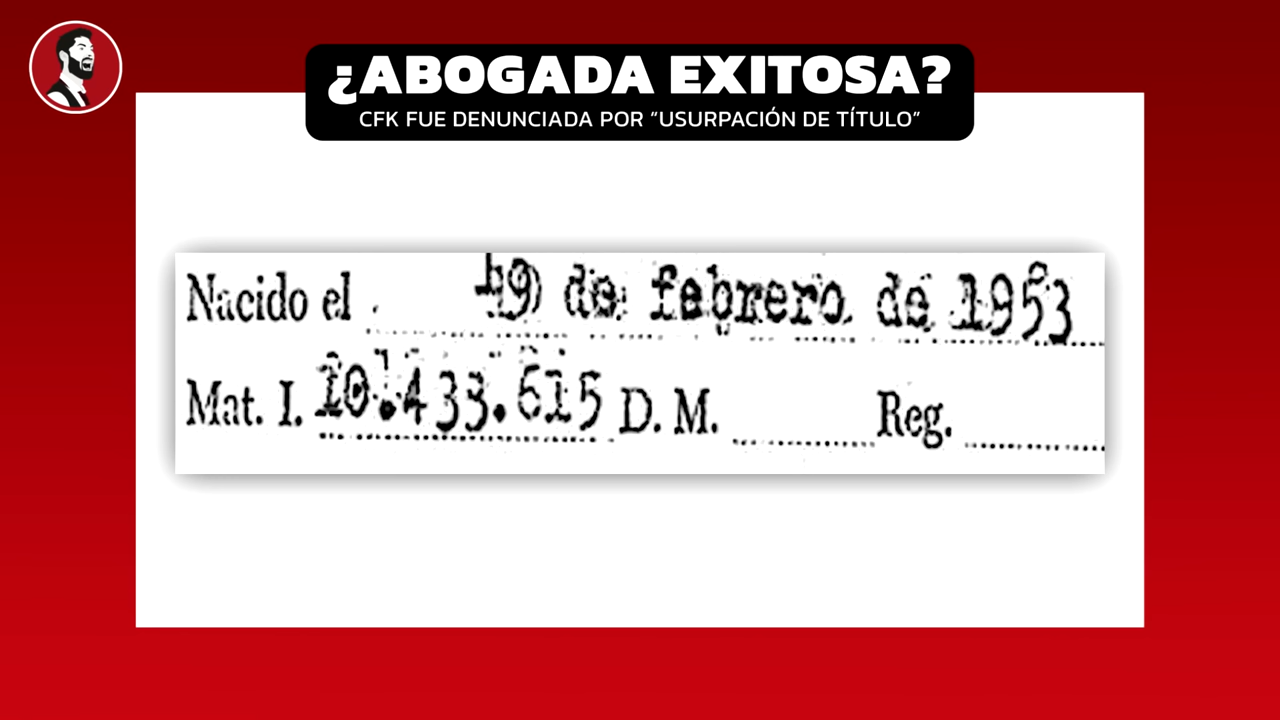 ¿ABOGADA EXITOSA?
CFK FUE DENUNCIADA POR “USURPACIÓN DE TÍTULO”
Nacido el 19 de febrero de 1953
Mat. I. 10.433.615 D. M. Reg.